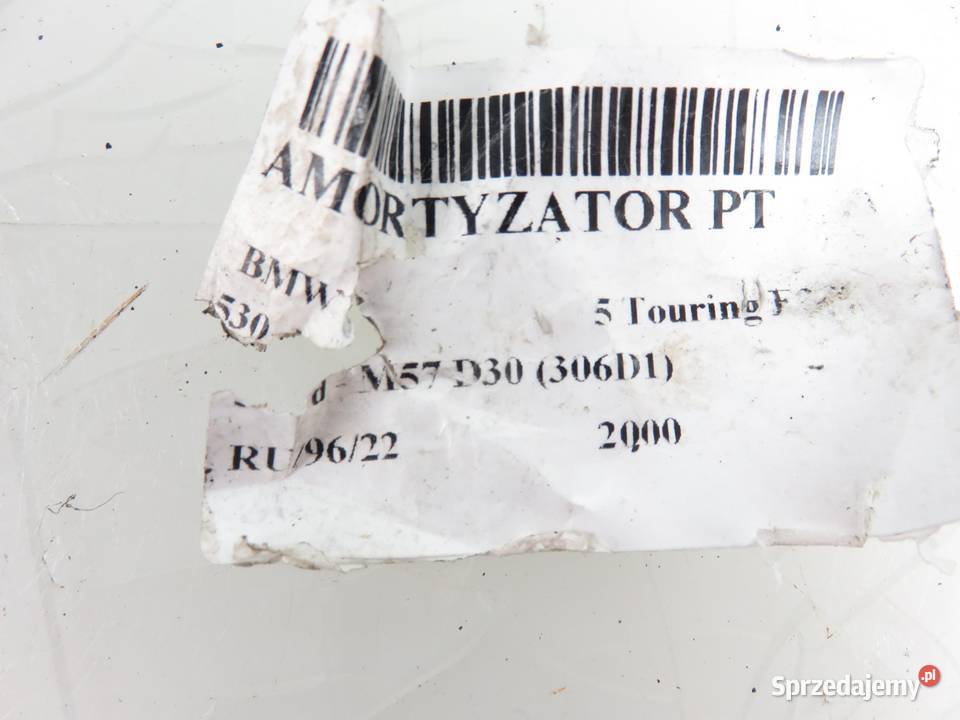 AMORTYZATOR PT
BMW
5 Touring
530
d - M57 D30 (306D1)
RU/96/22
2000
Sprzedajemy.pl